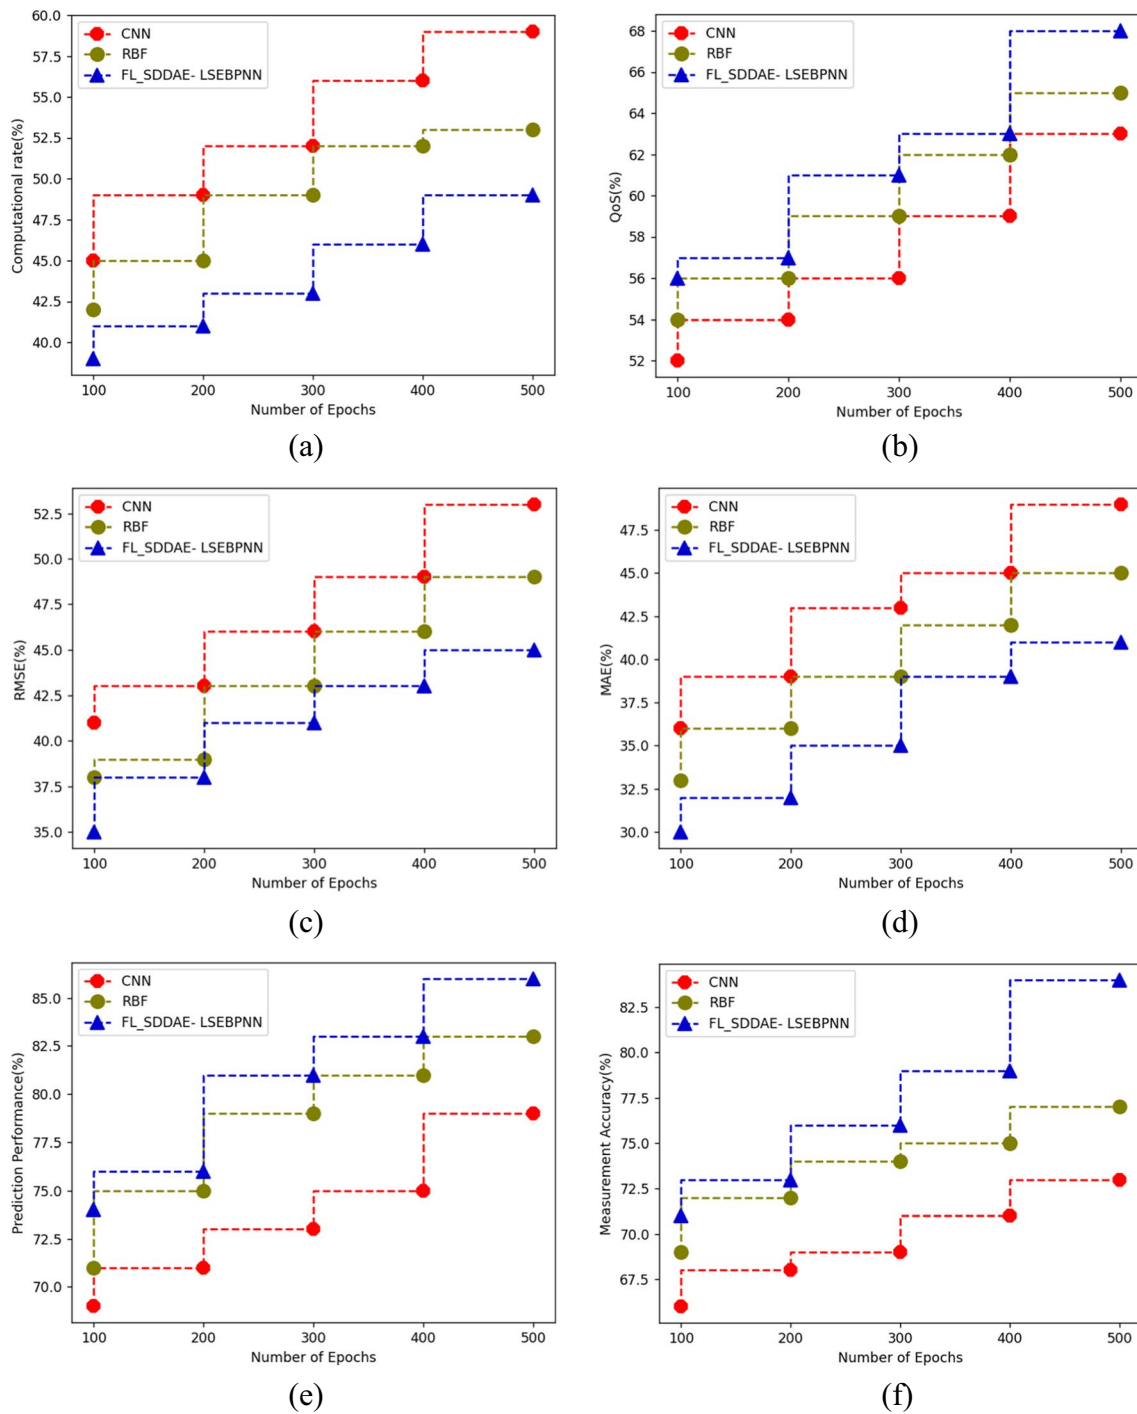 CNN
RBF
FL_SDDAE- LSEBPNN
Computational rate(%)
60.0
57.5
55.0
52.5
50.0
47.5
45.0
42.5
40.0
100 200 300 400 500
Number of Epochs
(a)
CNN
RBF
FL_SDDAE- LSEBPNN
QoS(%)
68
66
64
62
60
58
56
54
52
100 200 300 400 500
Number of Epochs
(b)
CNN
RBF
FL_SDDAE- LSEBPNN
RMSE(%)
52.5
50.0
47.5
45.0
42.5
40.0
37.5
35.0
100 200 300 400 500
Number of Epochs
(c)
CNN
RBF
FL_SDDAE- LSEBPNN
MAE(%)
47.5
45.0
42.5
40.0
37.5
35.0
32.5
30.0
100 200 300 400 500
Number of Epochs
(d)
CNN
RBF
FL_SDDAE- LSEBPNN
Prediction Performance(%)
85.0
82.5
80.0
77.5
75.0
72.5
70.0
100 200 300 400 500
Number of Epochs
(e)
CNN
RBF
FL_SDDAE- LSEBPNN
Measurement Accuracy(%)
82.5
80.0
77.5
75.0
72.5
70.0
67.5
100 200 300 400 500
Number of Epochs
(f)